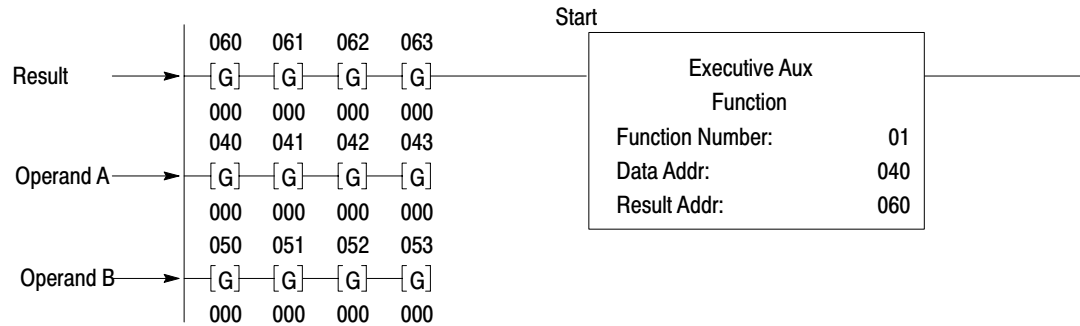 Start
060 061 062 063
Result [G] [G] [G] [G]
000 000 000 000
040 041 042 043
Operand A [G] [G] [G] [G]
000 000 000 000
050 051 052 053
Operand B [G] [G] [G] [G]
000 000 000 000
Executive Aux
Function
Function Number: 01
Data Addr: 040
Result Addr: 060